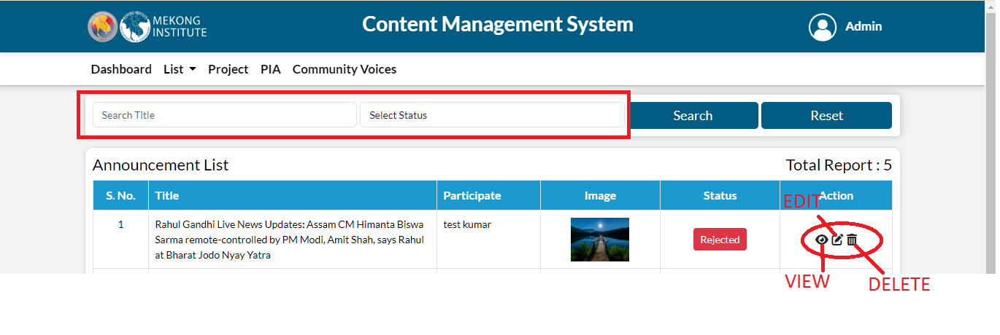 MEKONG
INSTITUTE
Content Management System
Admin
Dashboard List Project PIA Community Voices
Search Title Select Status Search Reset
Announcement List Total Report : 5
S. No. Title Participate Image Status Action
EDIT
1 Rahul Gandhi Live News Updates: Assam CM Himanta Biswa test kumar
Sarma remote-controlled by PM Modi, Amit Shah, says Rahul Rejected
at Bharat Jodo Nyay Yatra
VIEW
DELETE